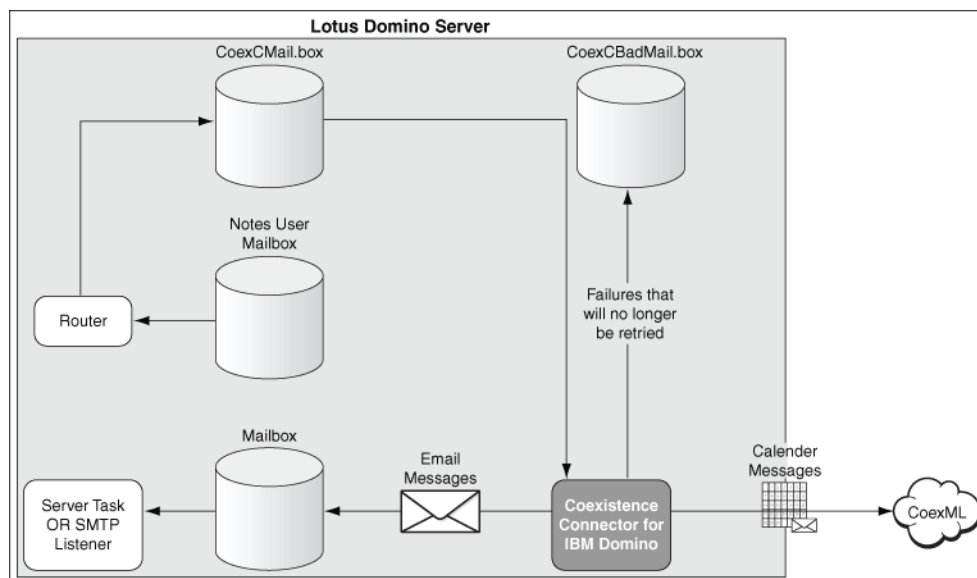 Lotus Domino Server
CoexCMail.box
CoexCBadMail.box
Notes User
Mailbox
Router
Failures that
will no longer
be retried
Mailbox
Email
Messages
Calender
Messages
Server Task
OR SMTP
Listener
Coexistence
Connector for
IBM Domino
CoexML